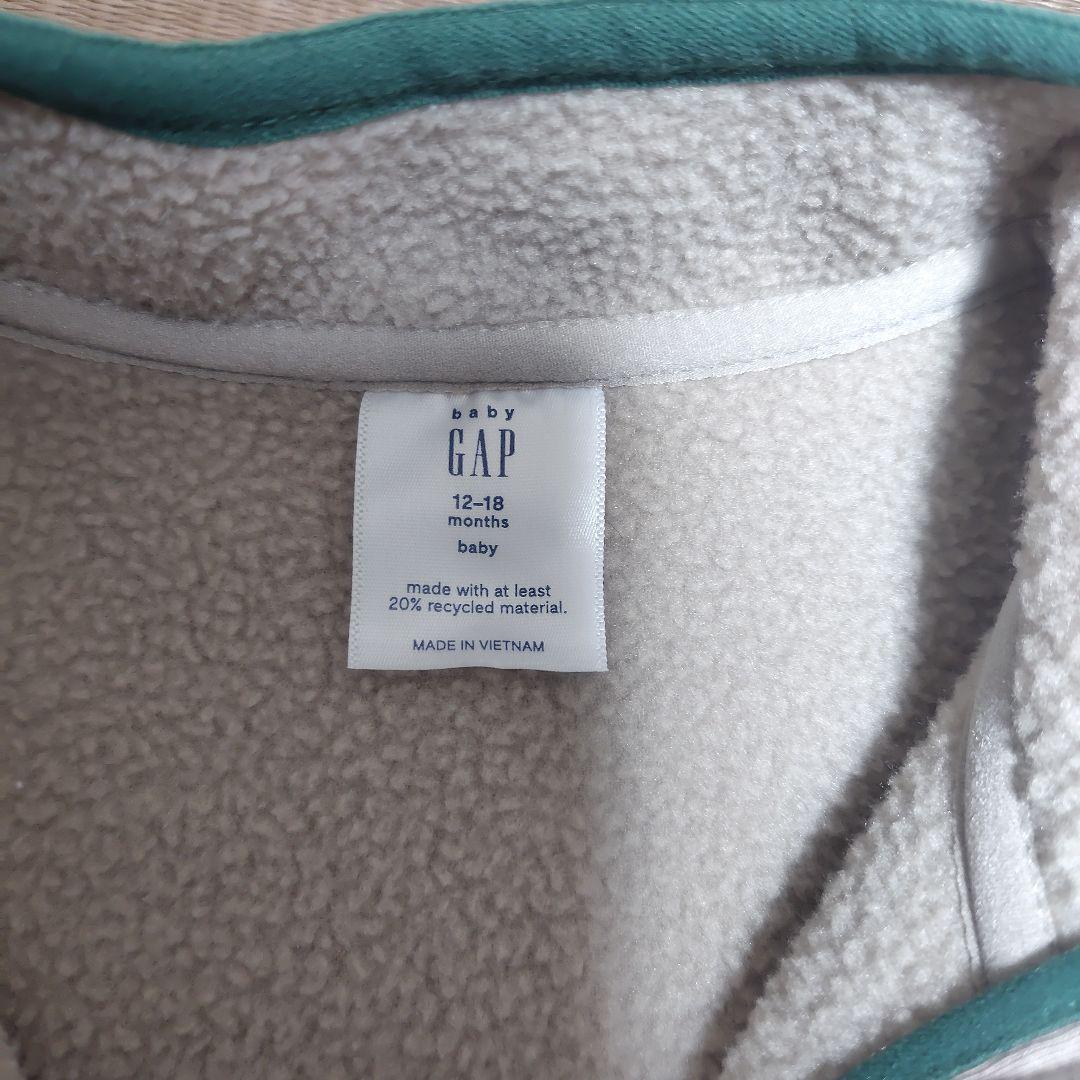 baby
GAP
12–18
months
baby
made with at least
20% recycled material.
MADE IN VIETNAM